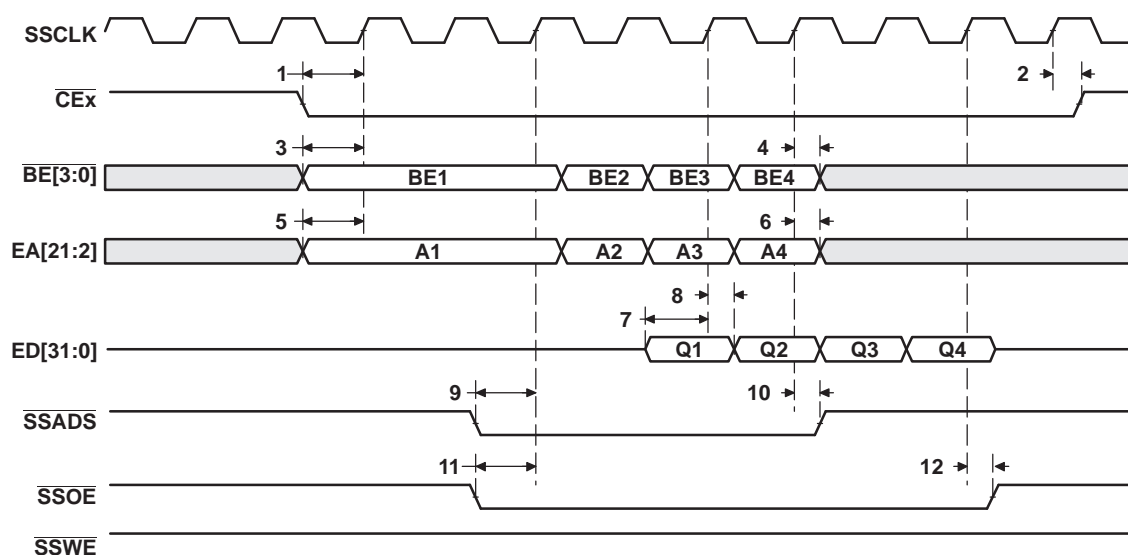 SSCLK
1
2
CEx
3
4
BE[3:0]
BE1 BE2 BE3 BE4
5
6
EA[21:2]
A1 A2 A3 A4
8
7
ED[31:0]
Q1 Q2 Q3 Q4
9
10
SSADS
11
12
SSOE
SSWE